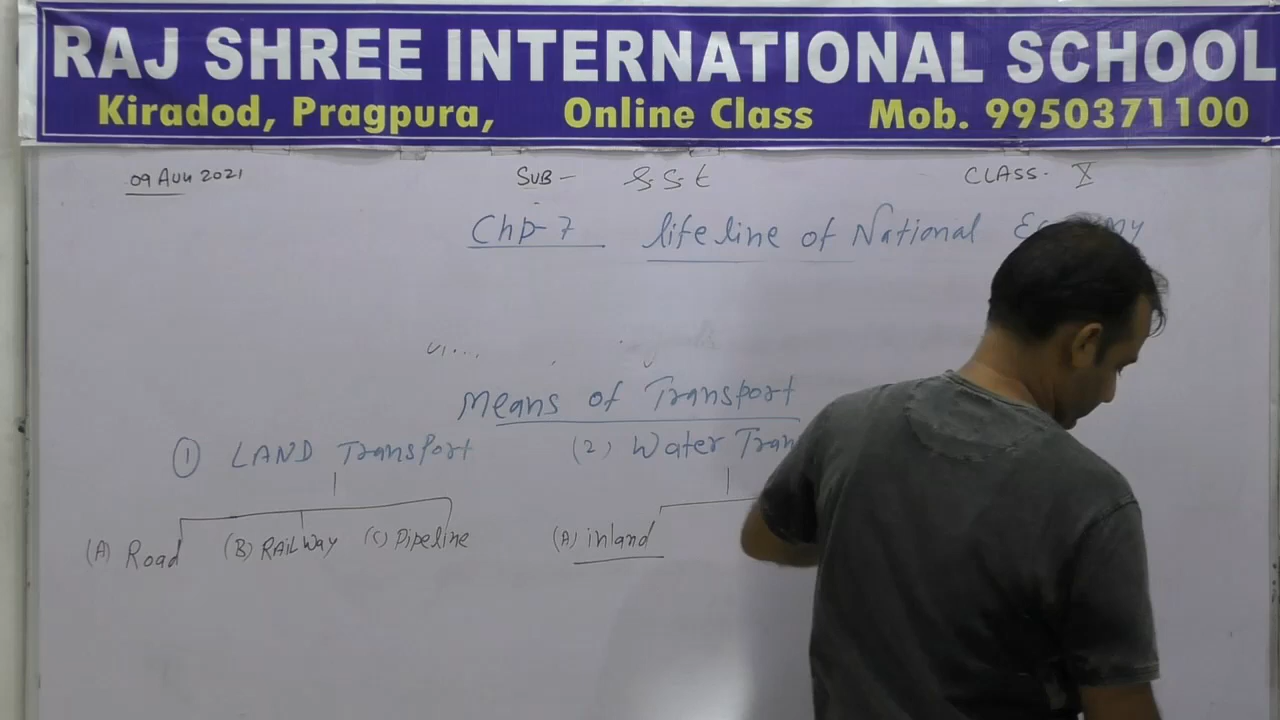 RAJ SHREE INTERNATIONAL SCHOOL
Kiradod, Pragpura, Online Class Mob. 9950371100
09 AUG 2021 SUB - S.S.t CLASS. X
Chp-7 lifeline of National
Means of Transport
① LAND Transport (2) Water Tran
(A) Road (B) RAILWay (C) Pipeline (A) inland